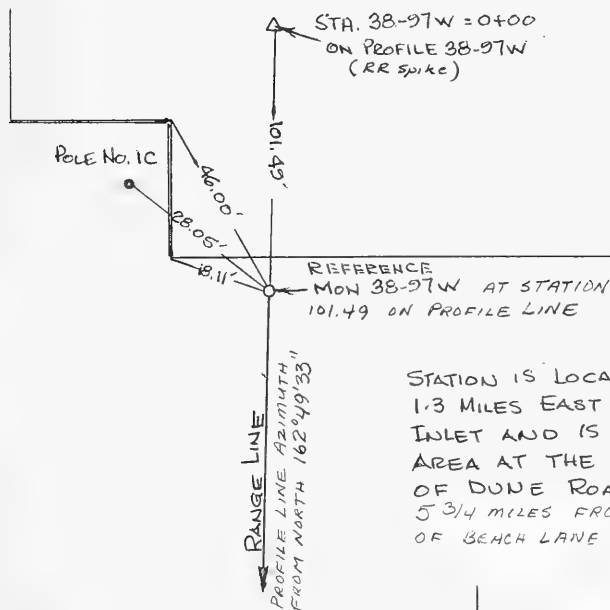 STA. 38-97W = 0+00
ON PROFILE 38-97W
(RR spike)
101.49'
POLE NO. 1C
46.00'
28.05'
18.11'
REFERENCE
MON 38-97W AT STATION
101.49 ON PROFILE LINE
RANGE LINE
PROFILE LINE AZIMUTH
FROM NORTH 162°49'33"
STATION IS LOCA
1.3 MILES EAST
INLET AND IS
AREA AT THE
OF DUNE ROA
5 3/4 MILES FRO
OF BEACH LANE